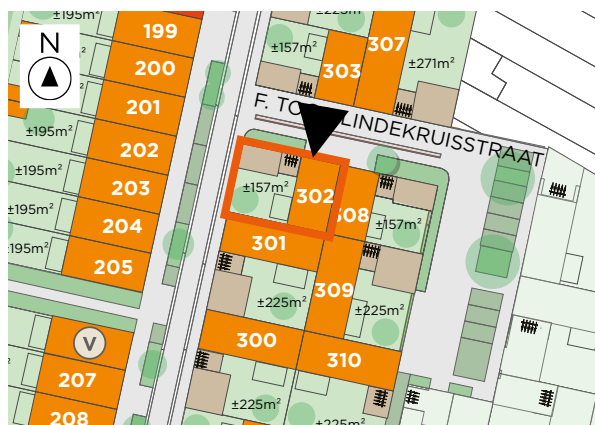 N
199
200
201
202
203
204
205
V
207
208
±195m²
±195m²
±195m²
±195m²
±195m²
±157m²
303
307
±271m²
LINDEKRUISSTRAAT
±157m²
302
308
±157m²
301
±225m²
309
±225m²
300
310
±225m²
±225m²